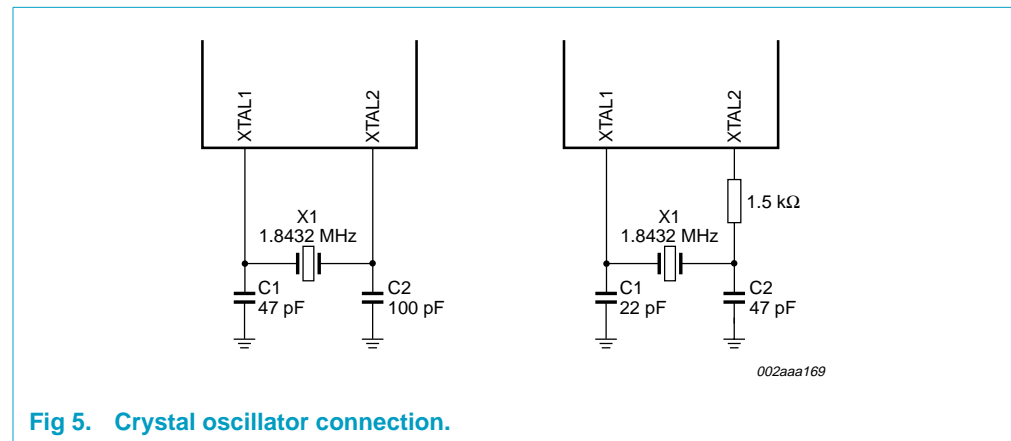 XTAL1
XTAL2
X1
1.8432 MHz
C1
47 pF
C2
100 pF
XTAL1
XTAL2
1.5 kΩ
X1
1.8432 MHz
C1
22 pF
C2
47 pF
002aaa169
Fig 5. Crystal oscillator connection.